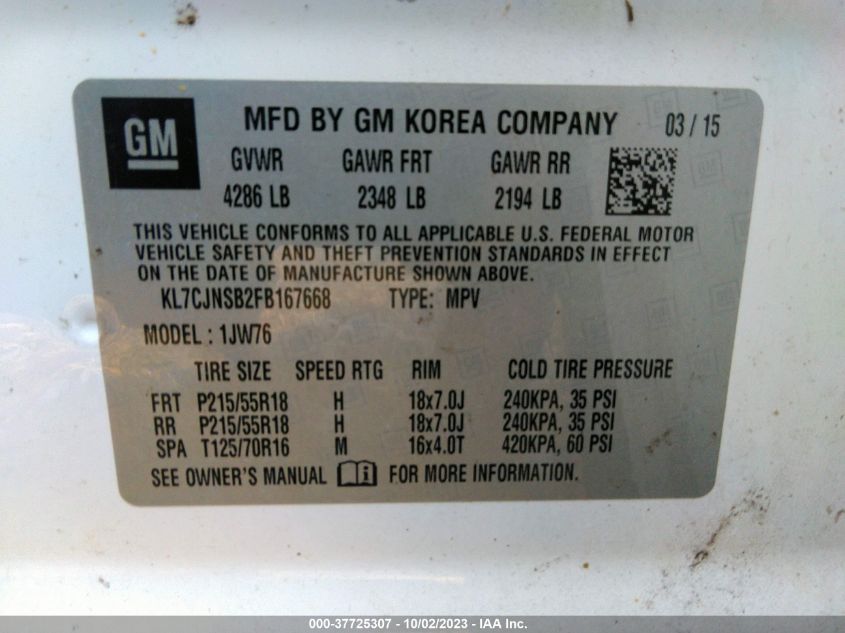 GM
MFD BY GM KOREA COMPANY 03 / 15
GVWR GAWR FRT GAWR RR
4286 LB 2348 LB 2194 LB
THIS VEHICLE CONFORMS TO ALL APPLICABLE U.S. FEDERAL MOTOR
VEHICLE SAFETY AND THEFT PREVENTION STANDARDS IN EFFECT
ON THE DATE OF MANUFACTURE SHOWN ABOVE.
KL7CJNSB2FB167668 TYPE: MPV
MODEL : 1JW76
TIRE SIZE SPEED RTG RIM COLD TIRE PRESSURE
FRT P215/55R18 H 18x7.0J 240KPA, 35 PSI
RR P215/55R18 H 18x7.0J 240KPA, 35 PSI
SPA T125/70R16 M 16x4.0T 420KPA, 60 PSI
SEE OWNER'S MANUAL FOR MORE INFORMATION.
000-37725307 - 10/02/2023 - IAA Inc.